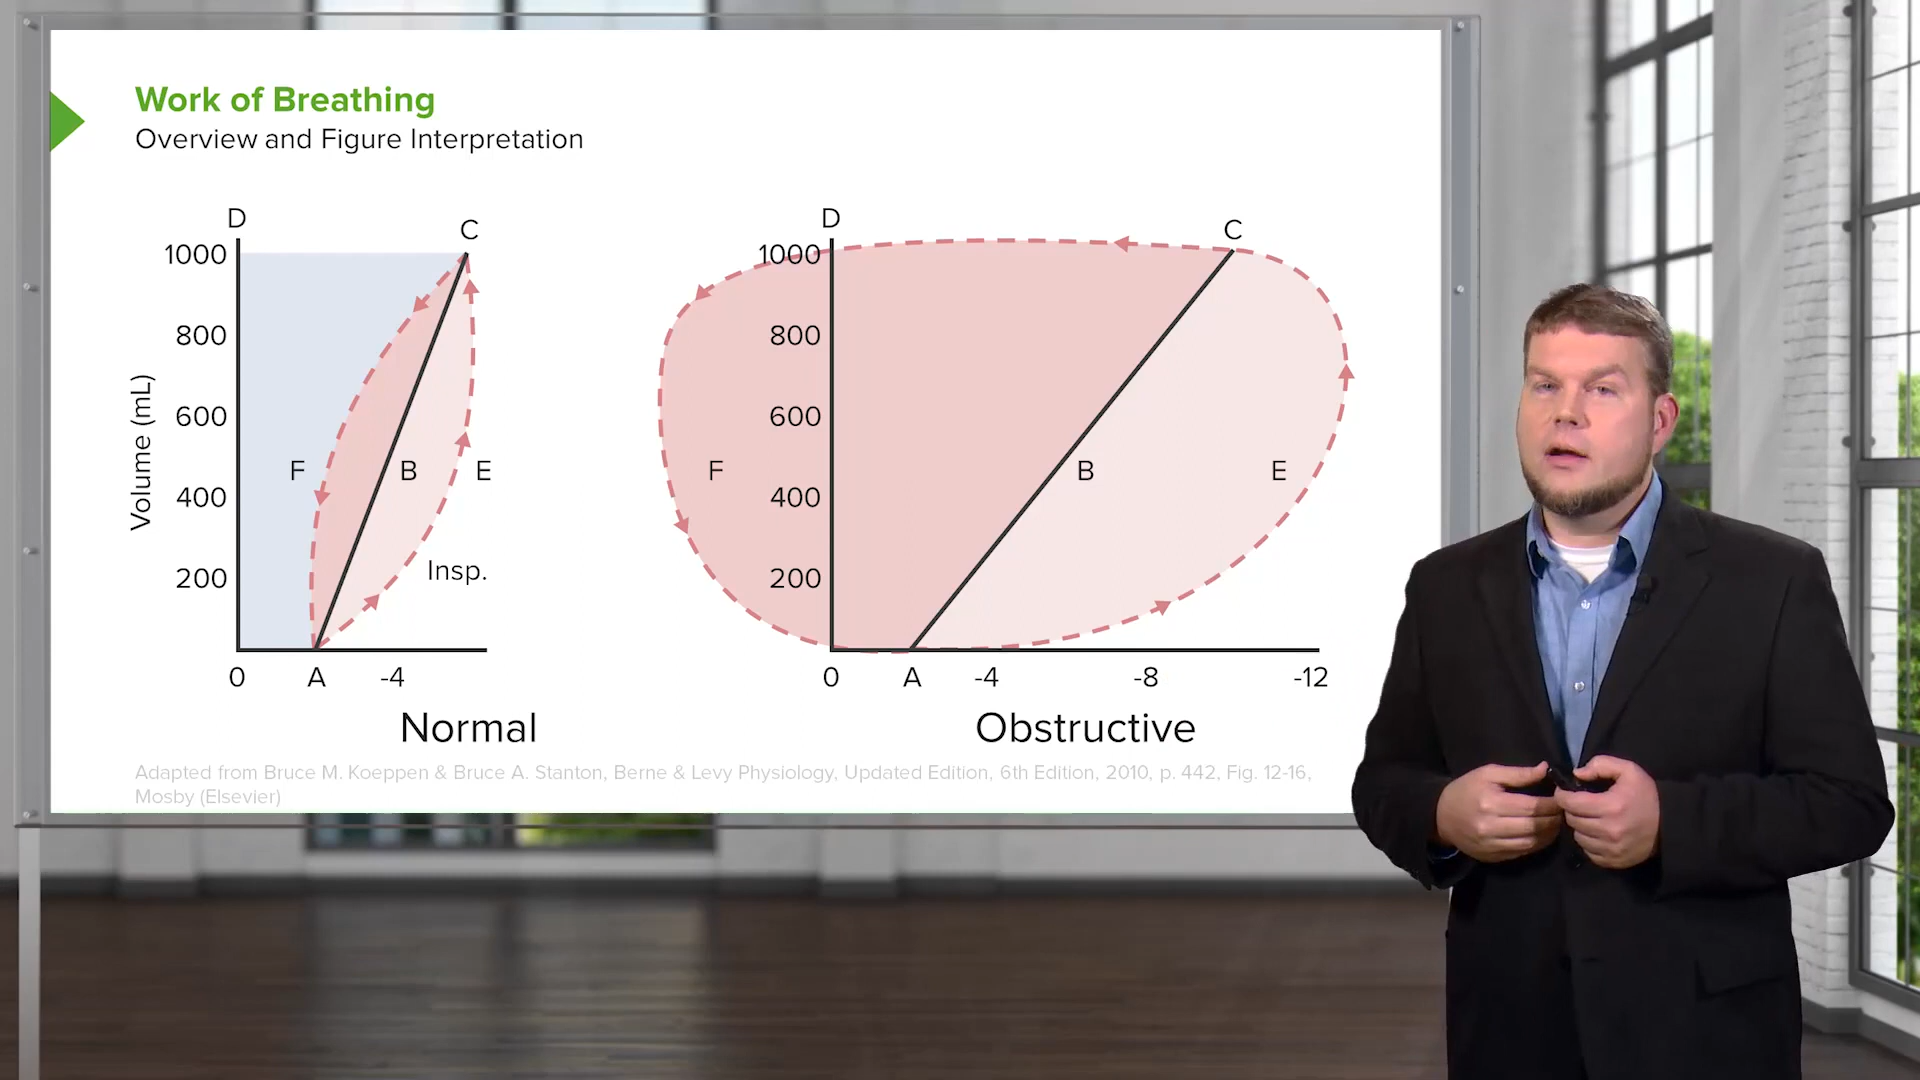 Work of Breathing
Overview and Figure Interpretation
D
C
1000
800
600
400
200
Volume (mL)
F
B
E
Insp.
0
A
-4
Normal
D
C
1000
800
600
400
200
F
B
E
0
A
-4
-8
-12
Obstructive
Adapted from Bruce M. Koeppen & Bruce A. Stanton, Berne & Levy Physiology, Updated Edition, 6th Edition, 2010, p. 442, Fig. 12-16,
Mosby (Elsevier)